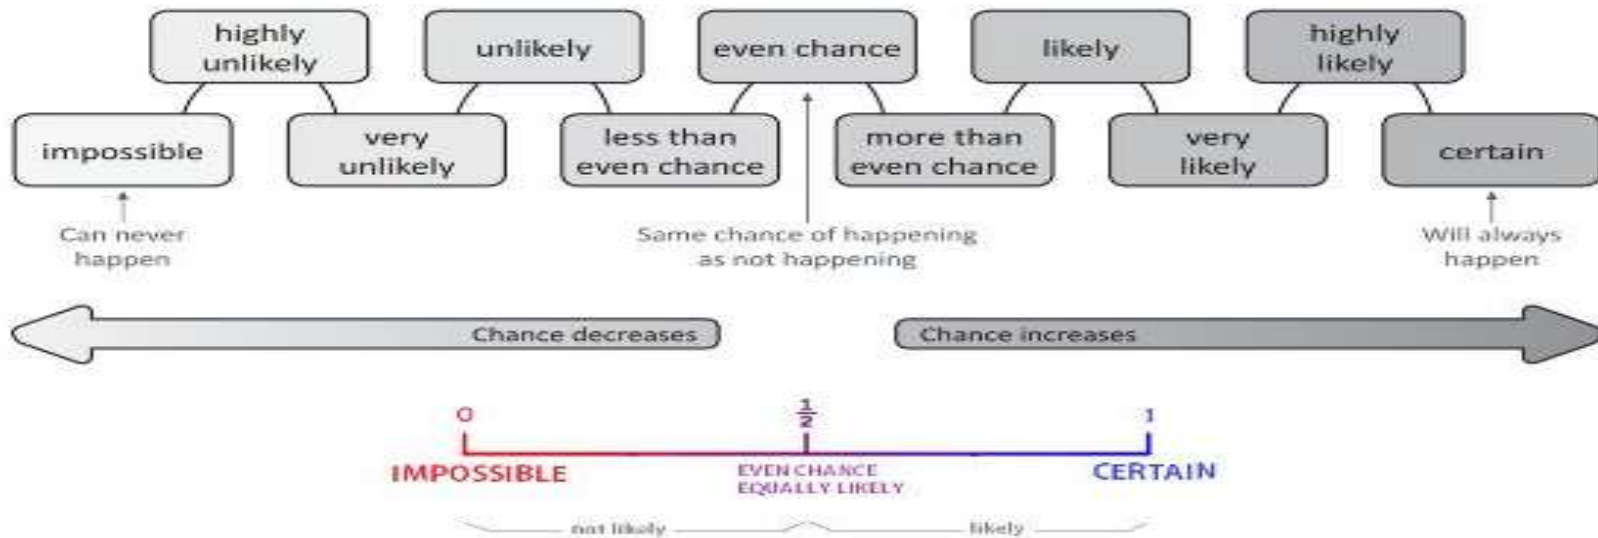 highly
unlikely
unlikely
even chance
likely
highly
likely
impossible
very
unlikely
less than
even chance
more than
even chance
very
likely
certain
Can never
happen
Same chance of happening
as not happening
Will always
happen
Chance decreases
Chance increases
0
1/2
1
IMPOSSIBLE
EVEN CHANCE
EQUALLY LIKELY
CERTAIN
not likely
likely